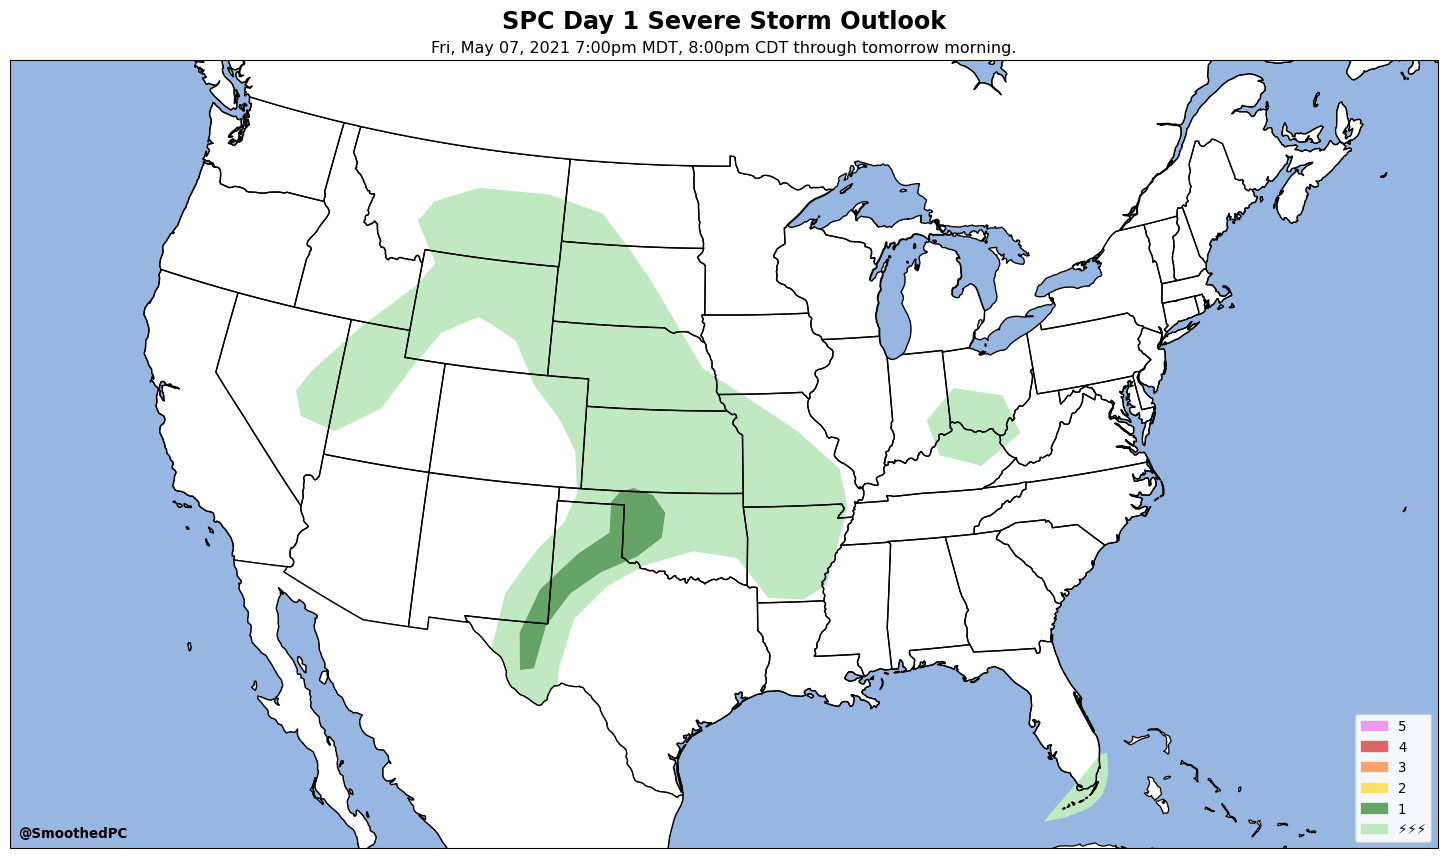 SPC Day 1 Severe Storm Outlook
Fri, May 07, 2021 7:00pm MDT, 8:00pm CDT through tomorrow morning.
5
4
3
2
1
⚡⚡⚡
@SmoothedPC